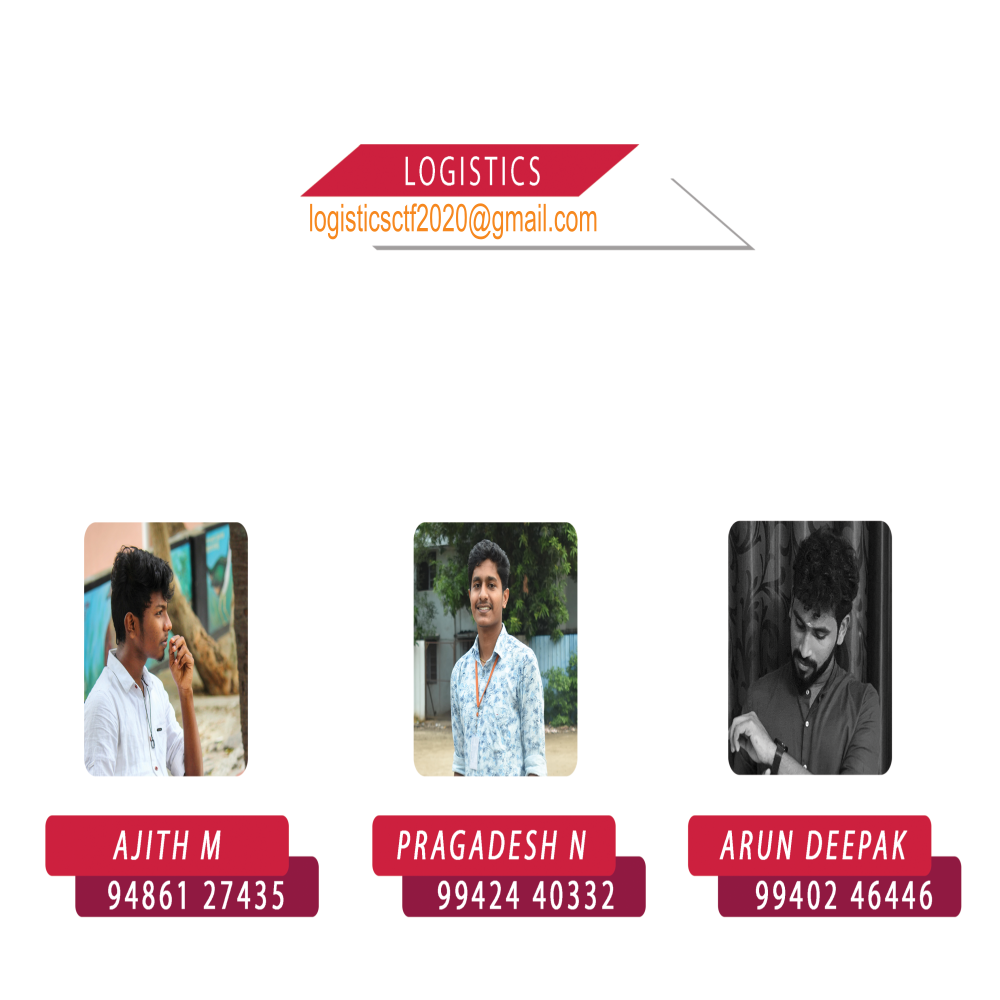 LOGISTICS
logisticsctf2020@gmail.com
AJITH M
94861 27435
PRAGADESH N
99424 40332
ARUN DEEPAK
99402 46446